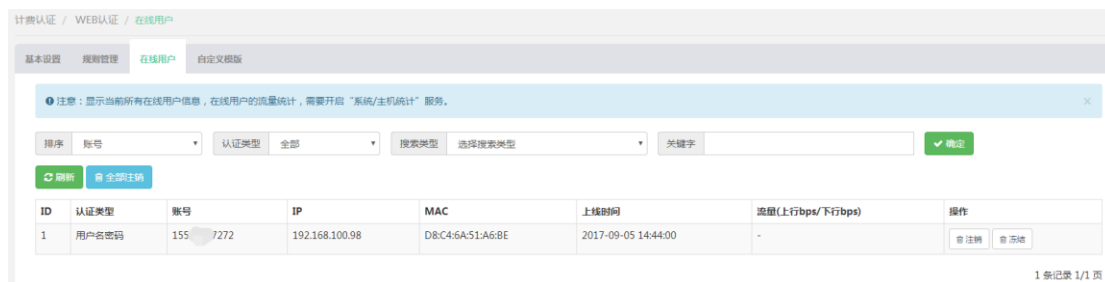 计费认证 / WEB认证 / 在线用户
基本设置 规则管理 在线用户 自定义模版
注意：显示当前所有在线用户信息，在线用户的流量统计，需要开启“系统/主机统计”服务。 ×
排序 账号 认证类型 全部 搜索类型 选择搜索类型 关键字 确定
刷新 全部注销
ID 认证类型 账号 IP MAC 上线时间 流量(上行bps/下行bps) 操作
1 用户名密码 155 7272 192.168.100.98 D8:C4:6A:51:A6:BE 2017-09-05 14:44:00 - 注销 冻结
1 条记录 1/1 页